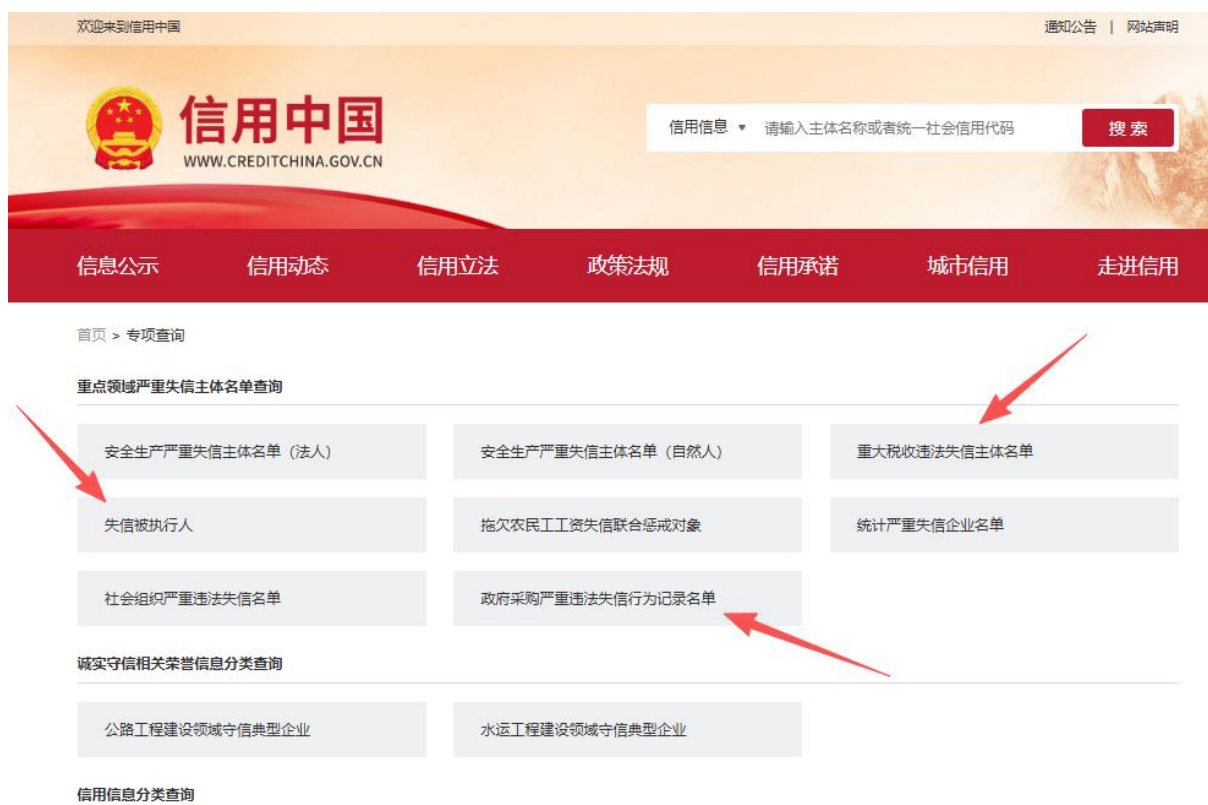 欢迎来到信用中国
通知公告 | 网站声明
信用中国
WWW.CREDITCHINA.GOV.CN
信用信息 ▼ 请输入主体名称或者统一社会信用代码 搜索
信息公示 信用动态 信用立法 政策法规 信用承诺 城市信用 走进信用
首页 > 专项查询
重点领域严重失信主体名单查询
安全生产严重失信主体名单（法人） 安全生产严重失信主体名单（自然人） 重大税收违法失信主体名单
失信被执行人 拖欠农民工工资失信联合惩戒对象 统计严重失信企业名单
社会组织严重违法失信名单 政府采购严重违法失信行为记录名单
诚实守信相关荣誉信息分类查询
公路工程建设领域守信典型企业 水运工程建设领域守信典型企业
信用信息分类查询